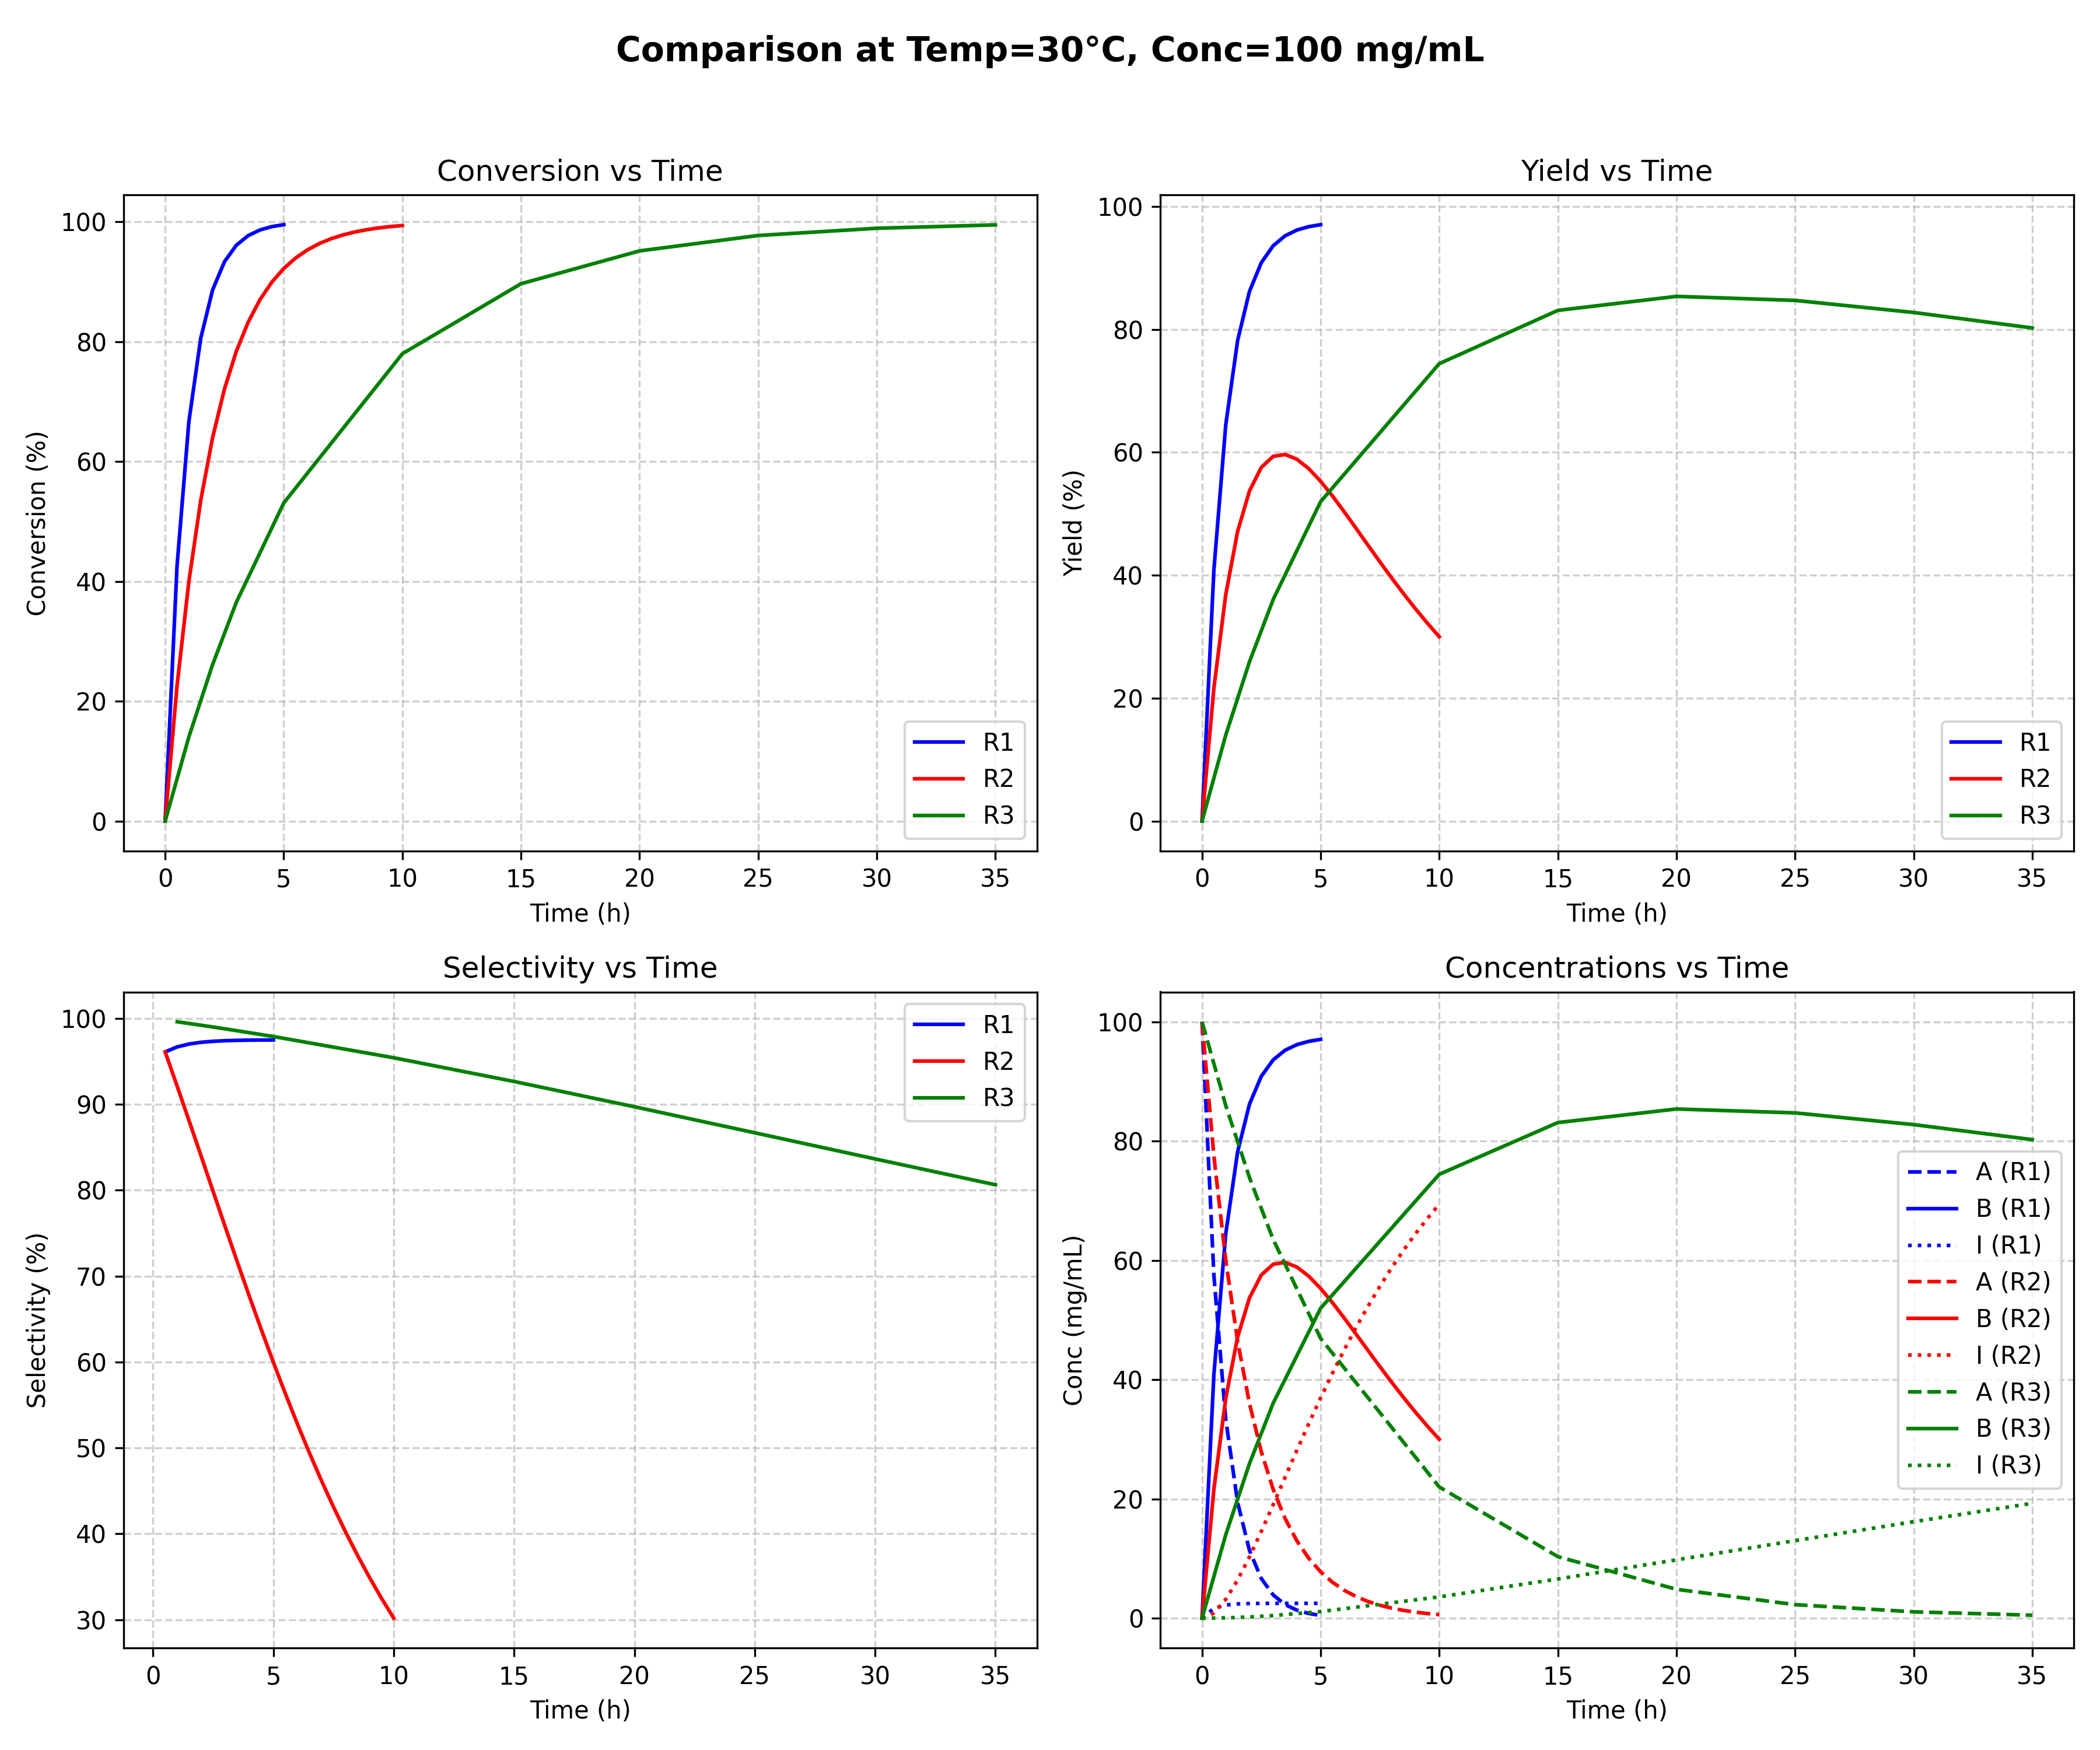 Comparison at Temp=30°C, Conc=100 mg/mL
Conversion vs Time
100
80
60
40
20
0
Conversion (%)
0 5 10 15 20 25 30 35
Time (h)
R1
R2
R3
Yield vs Time
100
80
60
40
20
0
Yield (%)
0 5 10 15 20 25 30 35
Time (h)
R1
R2
R3
Selectivity vs Time
100
90
80
70
60
50
40
30
Selectivity (%)
0 5 10 15 20 25 30 35
Time (h)
R1
R2
R3
Concentrations vs Time
100
80
60
40
20
0
Conc (mg/mL)
0 5 10 15 20 25 30 35
Time (h)
A (R1)
B (R1)
I (R1)
A (R2)
B (R2)
I (R2)
A (R3)
B (R3)
I (R3)